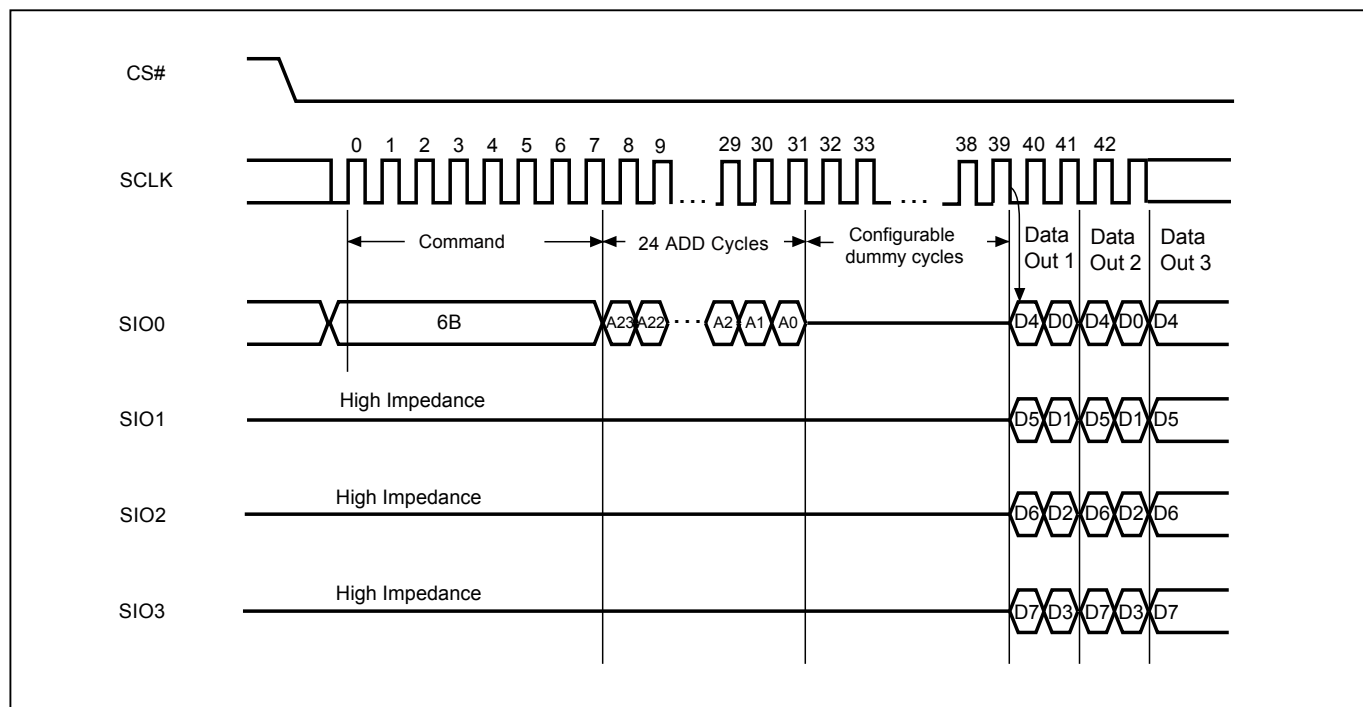 CS#
0 1 2 3 4 5 6 7 8 9 29 30 31 32 33 38 39 40 41 42
SCLK
Command
24 ADD Cycles
Configurable
dummy cycles
Data
Out 1
Data
Out 2
Data
Out 3
SIO0
6B
A23 A22 A2 A1 A0
D4 D0 D4 D0 D4
High Impedance
SIO1
D5 D1 D5 D1 D5
High Impedance
SIO2
D6 D2 D6 D2 D6
High Impedance
SIO3
D7 D3 D7 D3 D7